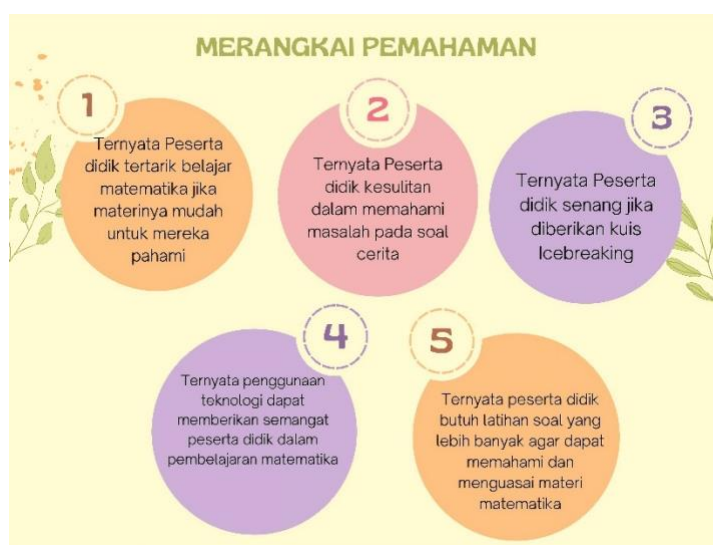 MERANGKAI PEMAHAMAN
1
Ternyata Peserta
didik tertarik belajar
matematika jika
materinya mudah
untuk mereka
pahami
2
Ternyata Peserta
didik kesulitan
dalam memahami
masalah pada soal
cerita
3
Ternyata Peserta
didik senang jika
diberikan kuis
Icebreaking
4
Ternyata penggunaan
teknologi dapat
memberikan semangat
peserta didik dalam
pembelajaran matematika
5
Ternyata peserta didik
butuh latihan soal yang
lebih banyak agar dapat
memahami dan
menguasai materi
matematika